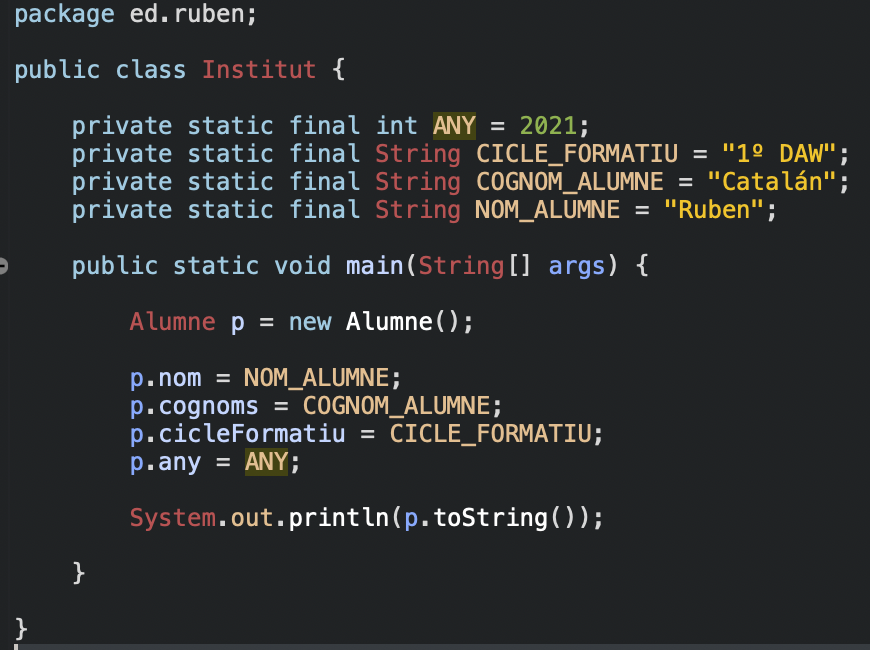 package ed.ruben;
public class Institut {
private static final int ANY = 2021;
private static final String CICLE_FORMATIU = "1º DAW";
private static final String COGNOM_ALUMNE = "Catalán";
private static final String NOM_ALUMNE = "Ruben";
public static void main(String[] args) {
Alumne p = new Alumne();
p.nom = NOM_ALUMNE;
p.cognoms = COGNOM_ALUMNE;
p.cicleFormatiu = CICLE_FORMATIU;
p.any = ANY;
System.out.println(p.toString());
}
}